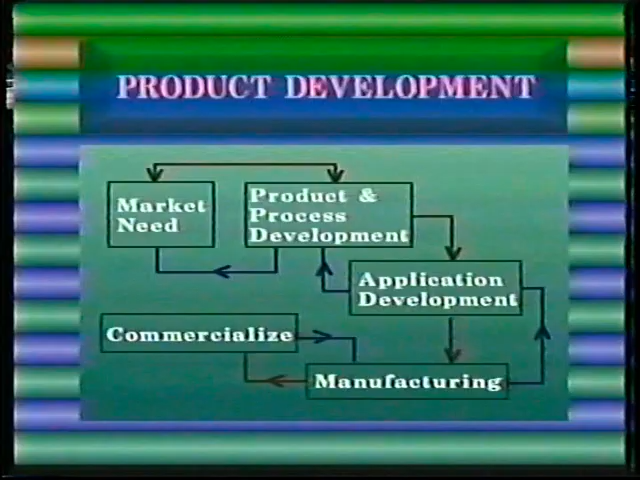 PRODUCT DEVELOPMENT
Market
Need
Product &
Process
Development
Application
Development
Commercialize
Manufacturing